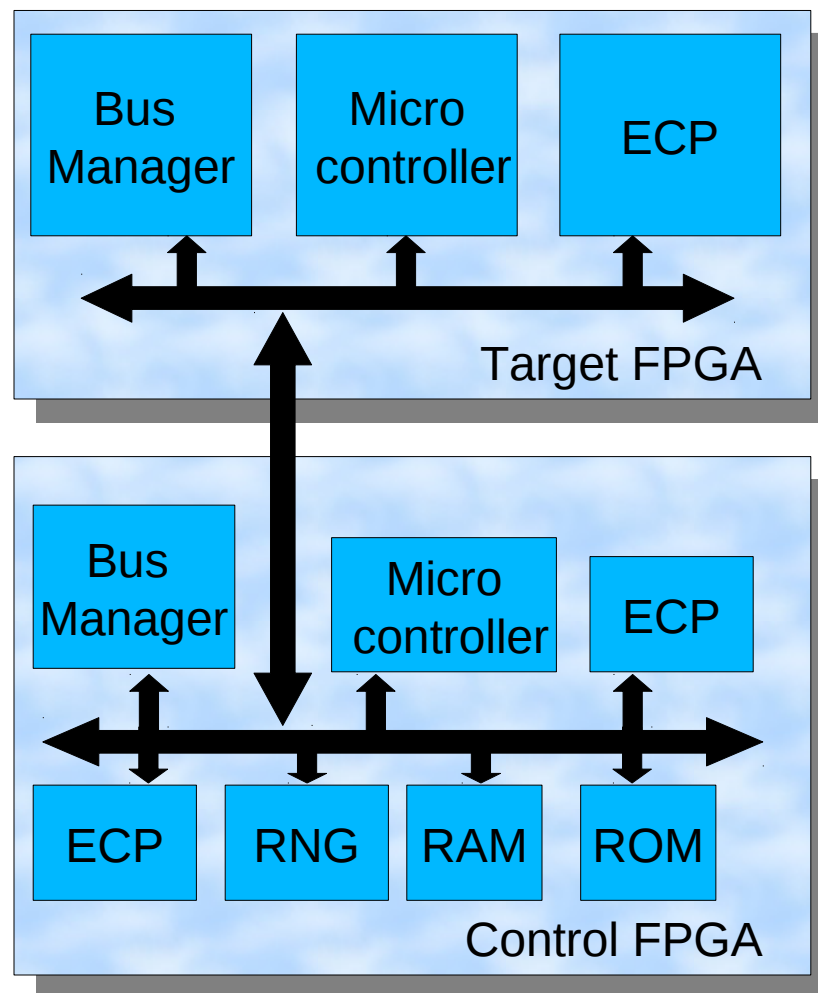 Bus
Manager
Micro
controller
ECP
Target FPGA
Bus
Manager
Micro
controller
ECP
ECP
RNG
RAM
ROM
Control FPGA